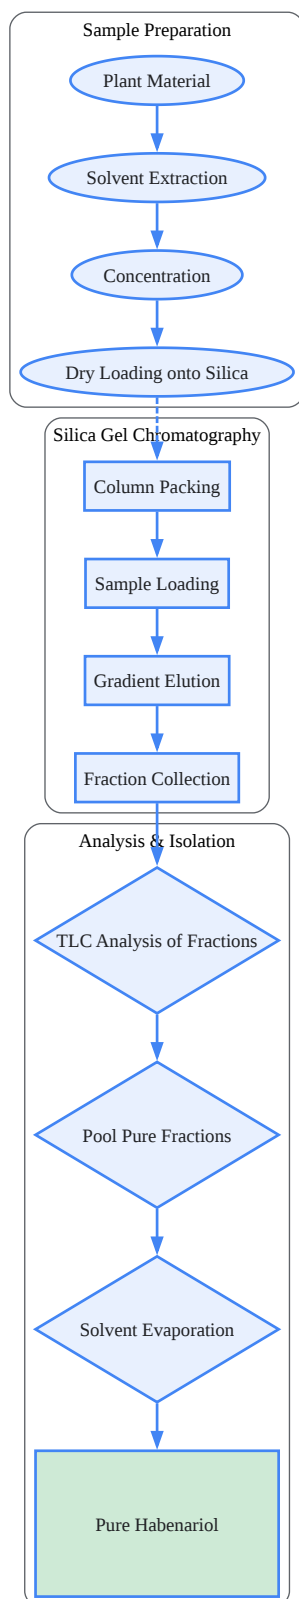 Sample Preparation
Plant Material
Solvent Extraction
Concentration
Dry Loading onto Silica
Silica Gel Chromatography
Column Packing
Sample Loading
Gradient Elution
Fraction Collection
Analysis & Isolation
TLC Analysis of Fractions
Pool Pure Fractions
Solvent Evaporation
Pure Habenariol